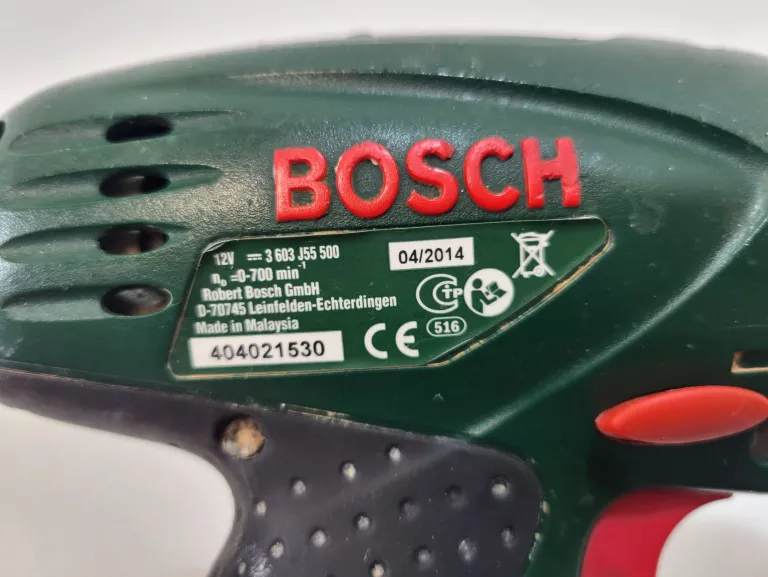 BOSCH
12V ⎓ 3 603 J55 500
04/2014
n₀ =0-700 min⁻¹
Robert Bosch GmbH
D-70745 Leinfelden-Echterdingen
Made in Malaysia
404021530
CE
516